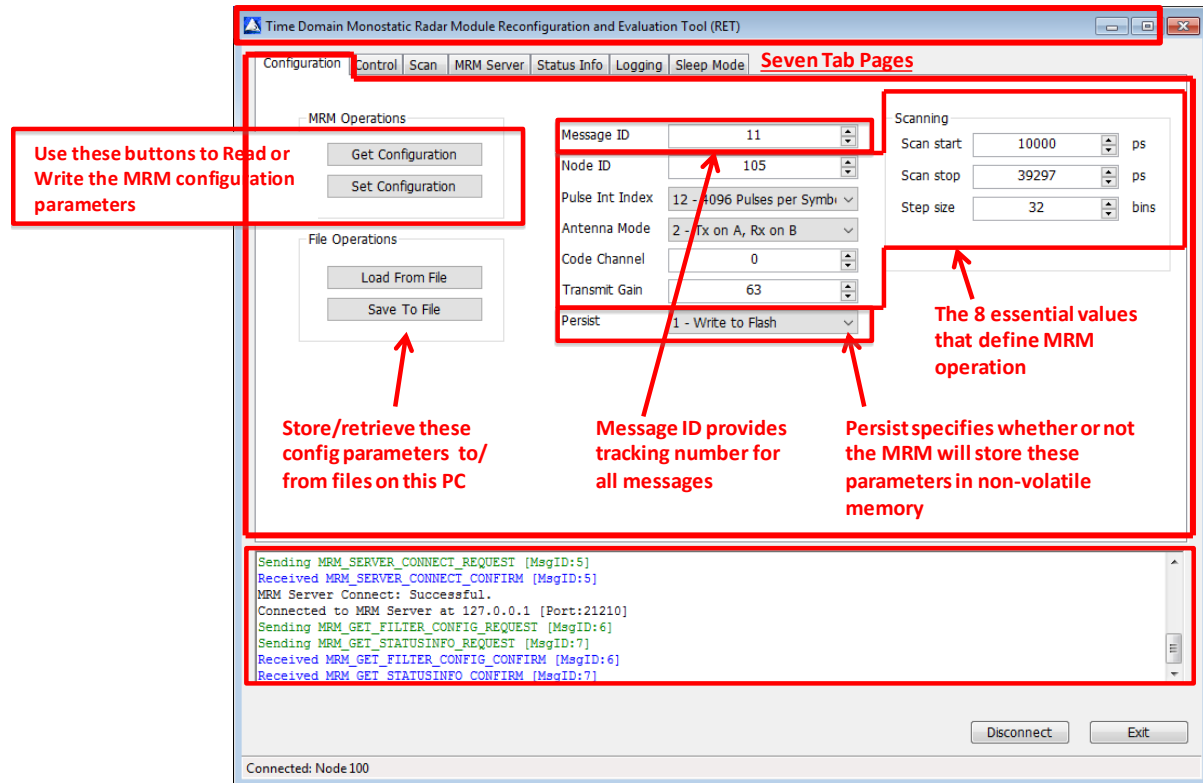 Time Domain Monostatic Radar Module Reconfiguration and Evaluation Tool (RET)
Configuration Control Scan MRM Server Status Info Logging Sleep Mode
Seven Tab Pages
MRM Operations
Get Configuration
Set Configuration
Use these buttons to Read or
Write the MRM configuration
parameters
File Operations
Load From File
Save To File
Message ID 11
Node ID 105
Pulse Int Index 12 - 4096 Pulses per Symb
Antenna Mode 2 - Tx on A, Rx on B
Code Channel 0
Transmit Gain 63
Persist 1 - Write to Flash
Scanning
Scan start 10000 ps
Scan stop 39297 ps
Step size 32 bins
The 8 essential values
that define MRM
operation
Store/retrieve these
config parameters to/
from files on this PC
Message ID provides
tracking number for
all messages
Persist specifies whether or not
the MRM will store these
parameters in non-volatile
memory
Sending MRM_SERVER_CONNECT_REQUEST [MsgID:5]
Received MRM_SERVER_CONNECT_CONFIRM [MsgID:5]
MRM Server Connect: Successful.
Connected to MRM Server at 127.0.0.1 [Port:21210]
Sending MRM_GET_FILTER_CONFIG_REQUEST [MsgID:6]
Sending MRM_GET_STATUSINFO_REQUEST [MsgID:7]
Received MRM_GET_FILTER_CONFIG_CONFIRM [MsgID:6]
Received MRM_GET_STATUSINFO_CONFIRM [MsgID:7]
Disconnect Exit
Connected: Node 100